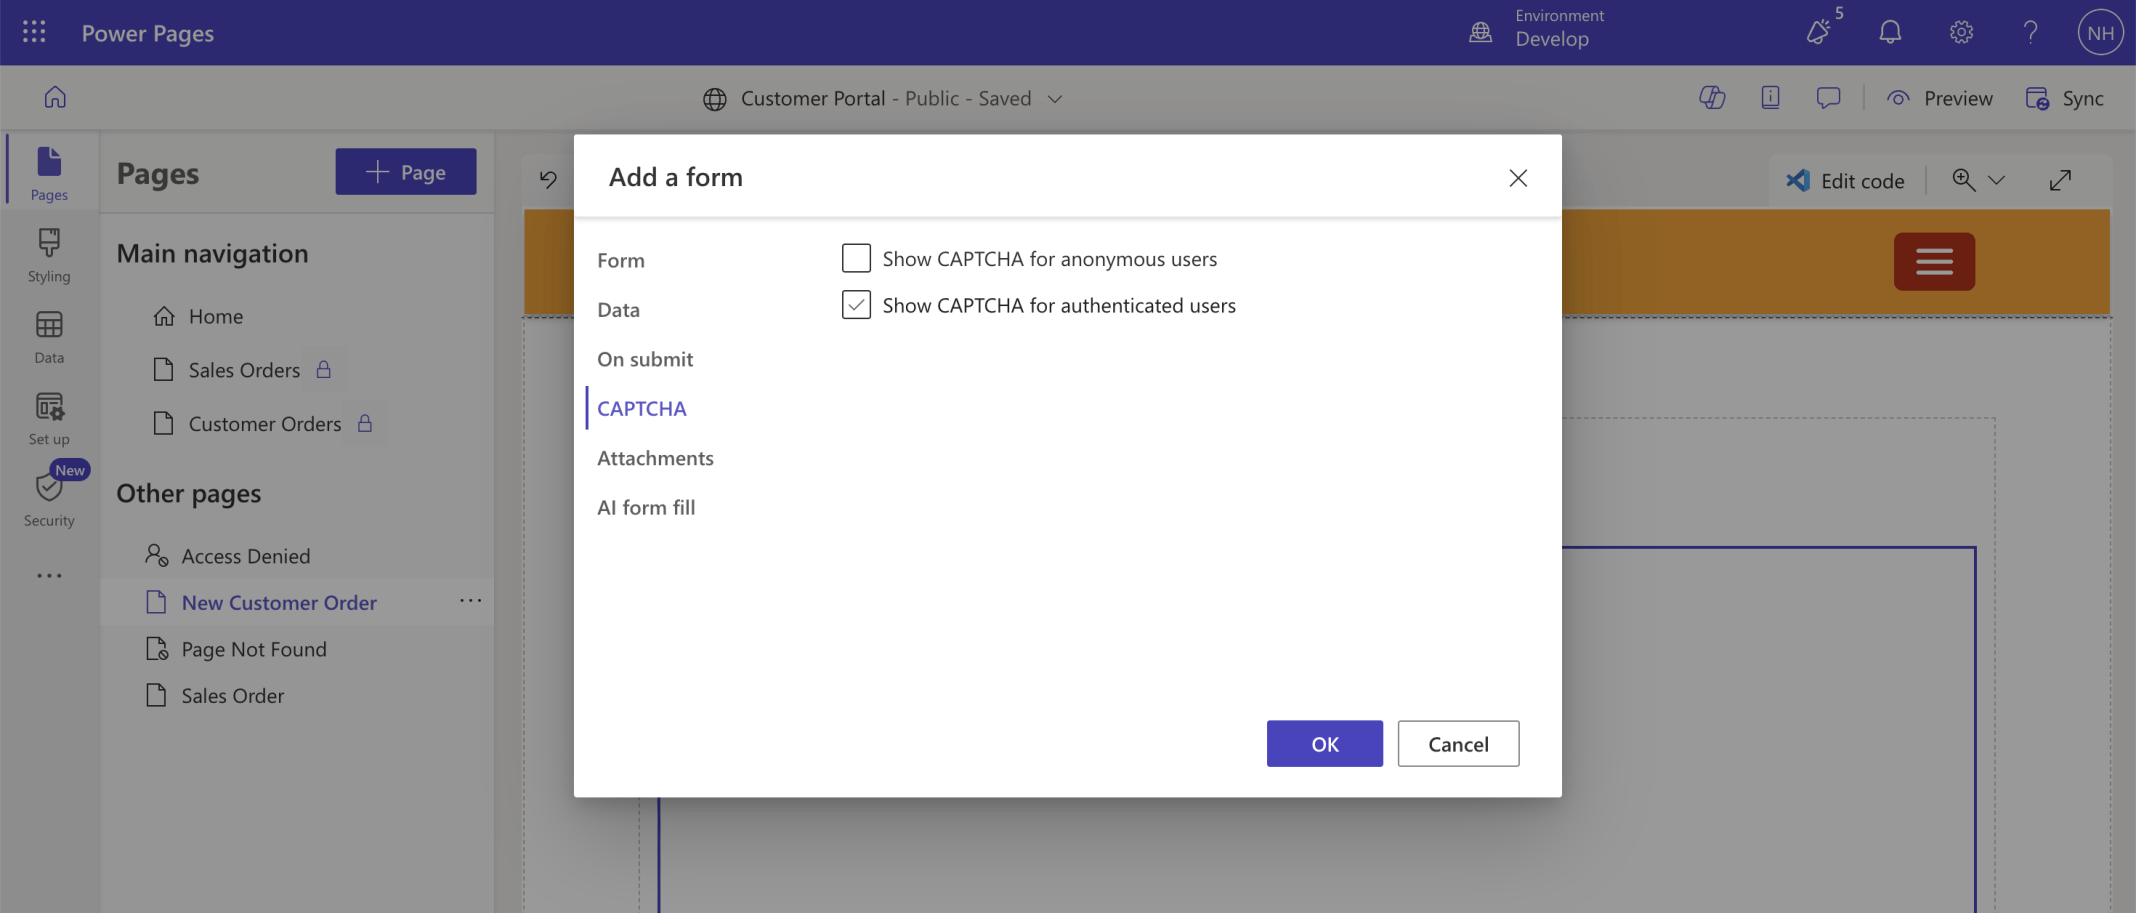 Power Pages
Environment
Develop
5
NH
Customer Portal - Public - Saved
Preview
Sync
Pages
Styling
Data
Set up
New
Security
Pages
Page
Main navigation
Home
Sales Orders
Customer Orders
Other pages
Access Denied
New Customer Order
Page Not Found
Sales Order
Edit code
Add a form
Form
Data
On submit
CAPTCHA
Attachments
AI form fill
Show CAPTCHA for anonymous users
Show CAPTCHA for authenticated users
OK
Cancel